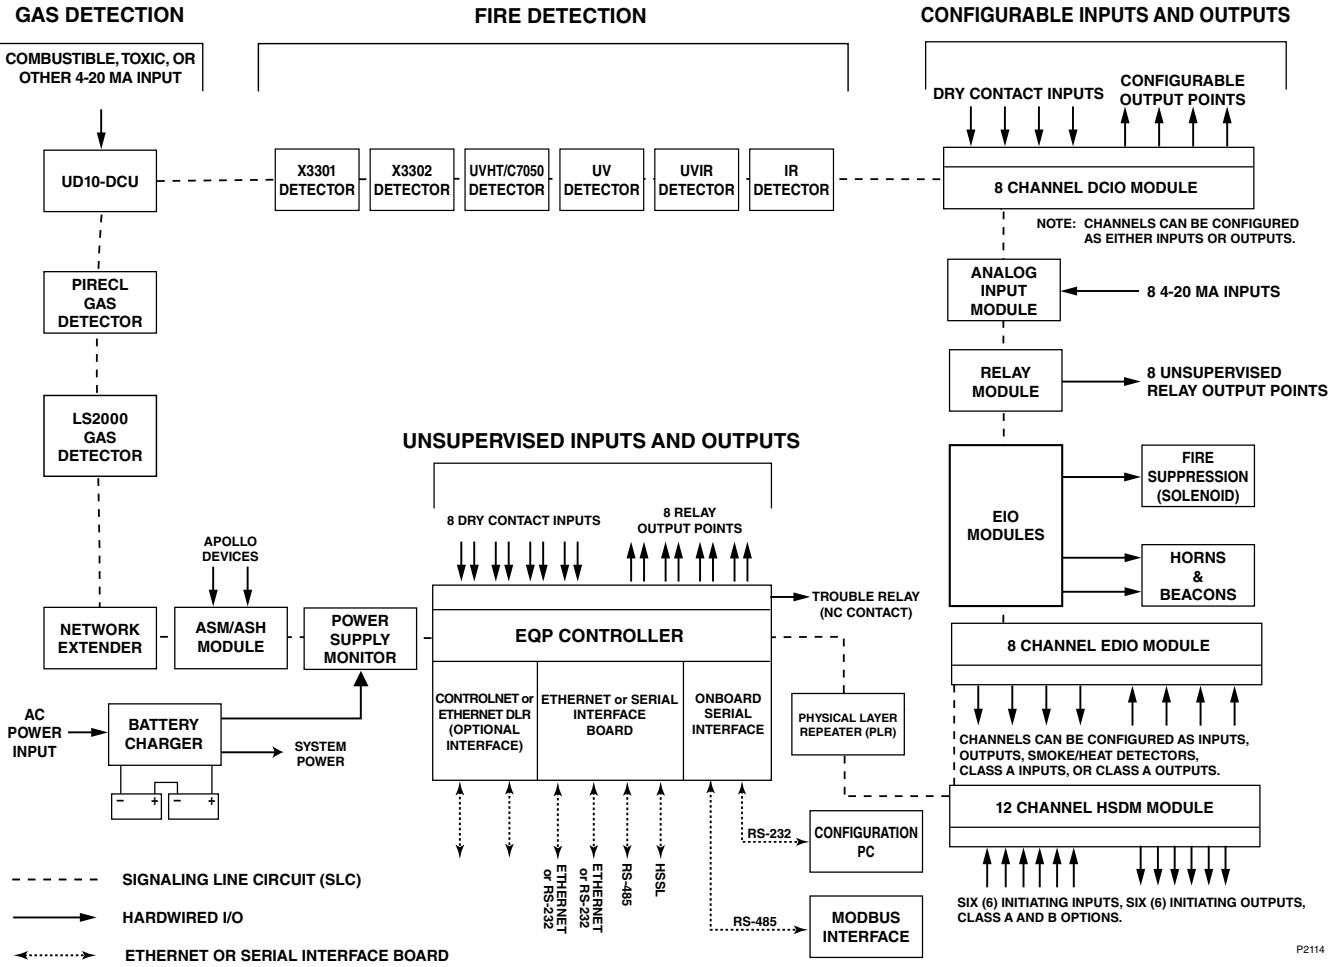 GAS DETECTION
FIRE DETECTION
CONFIGURABLE INPUTS AND OUTPUTS
COMBUSTIBLE, TOXIC, OR
OTHER 4-20 MA INPUT
DRY CONTACT INPUTS
CONFIGURABLE
OUTPUT POINTS
UD10-DCU
X3301
DETECTOR
X3302
DETECTOR
UVHT/C7050
DETECTOR
UV
DETECTOR
UVIR
DETECTOR
IR
DETECTOR
8 CHANNEL DCIO MODULE
NOTE: CHANNELS CAN BE CONFIGURED
AS EITHER INPUTS OR OUTPUTS.
PIRECL
GAS
DETECTOR
ANALOG
INPUT
MODULE
8 4-20 MA INPUTS
RELAY
MODULE
8 UNSUPERVISED
RELAY OUTPUT POINTS
LS2000
GAS
DETECTOR
UNSUPERVISED INPUTS AND OUTPUTS
EIO
MODULES
FIRE
SUPPRESSION
(SOLENOID)
HORNS
&
BEACONS
8 DRY CONTACT INPUTS
8 RELAY
OUTPUT POINTS
APOLLO
DEVICES
TROUBLE RELAY
(NC CONTACT)
NETWORK
EXTENDER
ASM/ASH
MODULE
POWER
SUPPLY
MONITOR
EQP CONTROLLER
8 CHANNEL EDIO MODULE
CONTROLNET or
ETHERNET DLR
(OPTIONAL
INTERFACE)
ETHERNET or SERIAL
INTERFACE
BOARD
ONBOARD
SERIAL
INTERFACE
PHYSICAL LAYER
REPEATER (PLR)
AC
POWER
INPUT
BATTERY
CHARGER
SYSTEM
POWER
CHANNELS CAN BE CONFIGURED AS INPUTS,
OUTPUTS, SMOKE/HEAT DETECTORS,
CLASS A INPUTS, OR CLASS A OUTPUTS.
– + – +
12 CHANNEL HSDM MODULE
RS-232
CONFIGURATION
PC
ETHERNET
or RS-232
ETHERNET
or RS-232
RS-485
HSSL
SIX (6) INITIATING INPUTS, SIX (6) INITIATING OUTPUTS,
CLASS A AND B OPTIONS.
RS-485
MODBUS
INTERFACE
SIGNALING LINE CIRCUIT (SLC)
HARDWIRED I/O
ETHERNET OR SERIAL INTERFACE BOARD
P2114